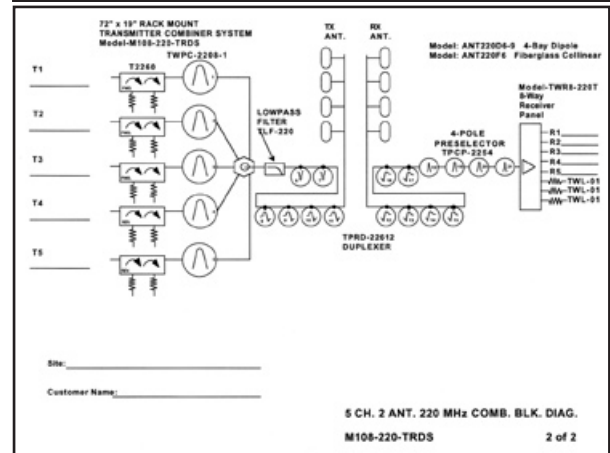 72" x 19" RACK MOUNT
TRANSMITTER COMBINER SYSTEM
Model-M108-220-TRDS
TWPC-2208-1
T2260
T1
T2
T3
T4
T5
LOWPASS
FILTER
TLF-220
TX
ANT.
RX
ANT.
Model: ANT220D6-9 4-Bay Dipole
Model: ANT220F6 Fiberglass Collinear
Model-TWR8-220T
8-Way
Receiver
Panel
4-POLE
PRESELECTOR
TPCP-2254
R1
R2
R3
R4
R5
TWL-01
TWL-01
TWL-01
TPRD-22612
DUPLEXER
Site:
Customer Name:
5 CH. 2 ANT. 220 MHz COMB. BLK. DIAG.
M108-220-TRDS 2 of 2